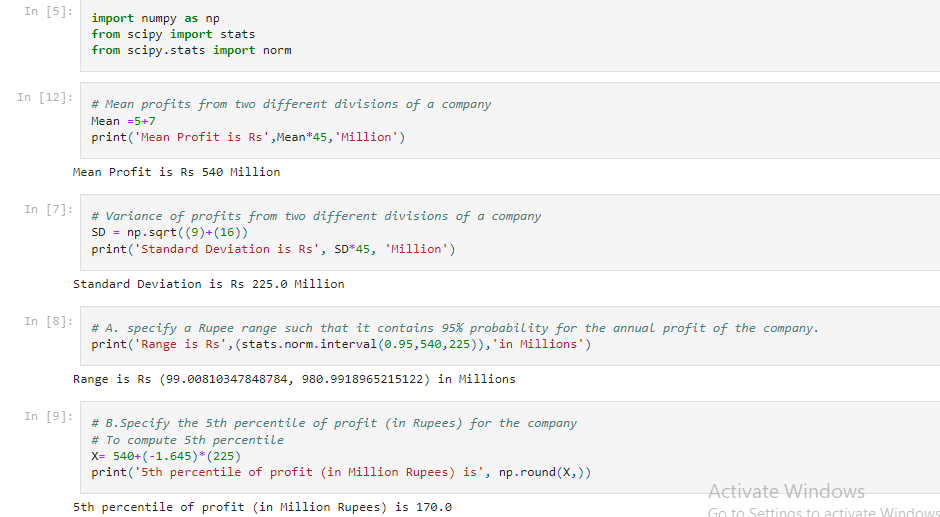 In [5]:
import numpy as np
from scipy import stats
from scipy.stats import norm
In [12]:
# Mean profits from two different divisions of a company
Mean =5+7
print('Mean Profit is Rs',Mean*45,'Million')
Mean Profit is Rs 540 Million
In [7]:
# Variance of profits from two different divisions of a company
SD = np.sqrt((9)+(16))
print('Standard Deviation is Rs', SD*45, 'Million')
Standard Deviation is Rs 225.0 Million
In [8]:
# A. specify a Rupee range such that it contains 95% probability for the annual profit of the company.
print('Range is Rs',(stats.norm.interval(0.95,540,225)),'in Millions')
Range is Rs (99.00810347848784, 980.9918965215122) in Millions
In [9]:
# B.Specify the 5th percentile of profit (in Rupees) for the company
# To compute 5th percentile
X= 540+(-1.645)*(225)
print('5th percentile of profit (in Million Rupees) is', np.round(X,))
5th percentile of profit (in Million Rupees) is 170.0
Activate Windows
Go to Settings to activate Windows